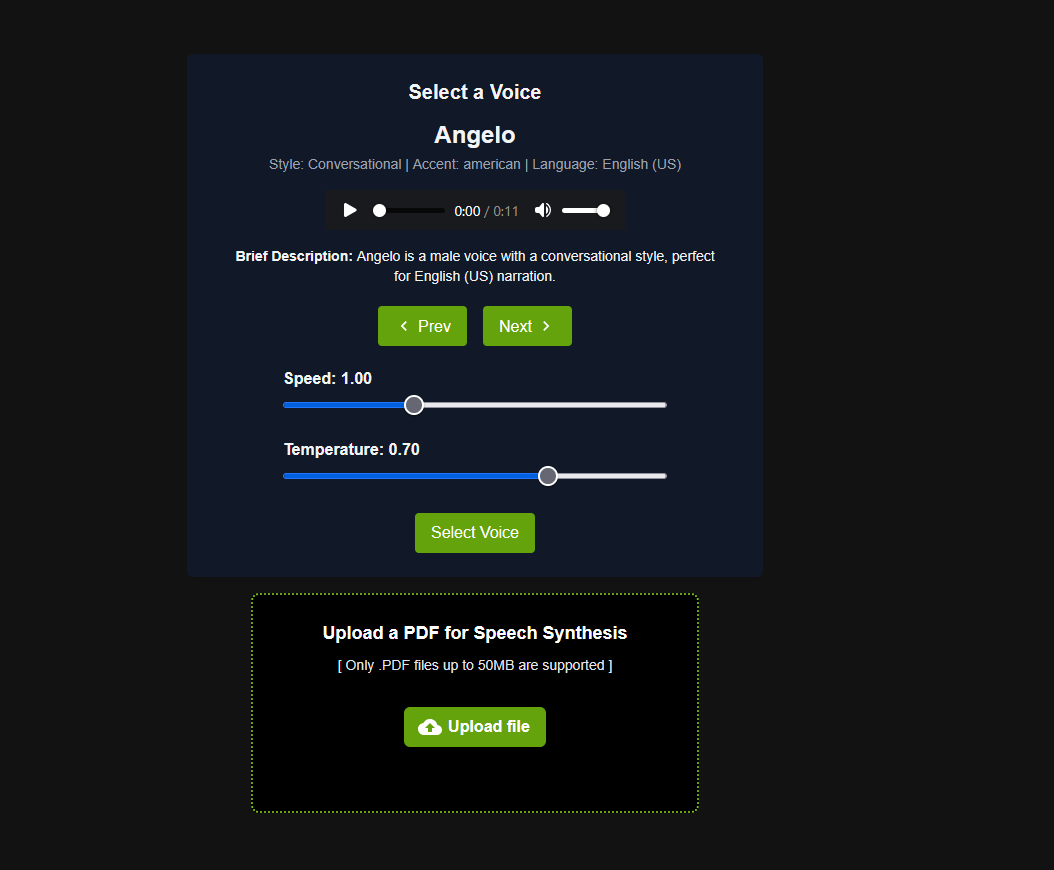 Select a Voice
Angelo
Style: Conversational | Accent: american | Language: English (US)
0:00 / 0:11
Brief Description: Angelo is a male voice with a conversational style, perfect
for English (US) narration.
Prev Next
Speed: 1.00
Temperature: 0.70
Select Voice
Upload a PDF for Speech Synthesis
[ Only .PDF files up to 50MB are supported ]
Upload file